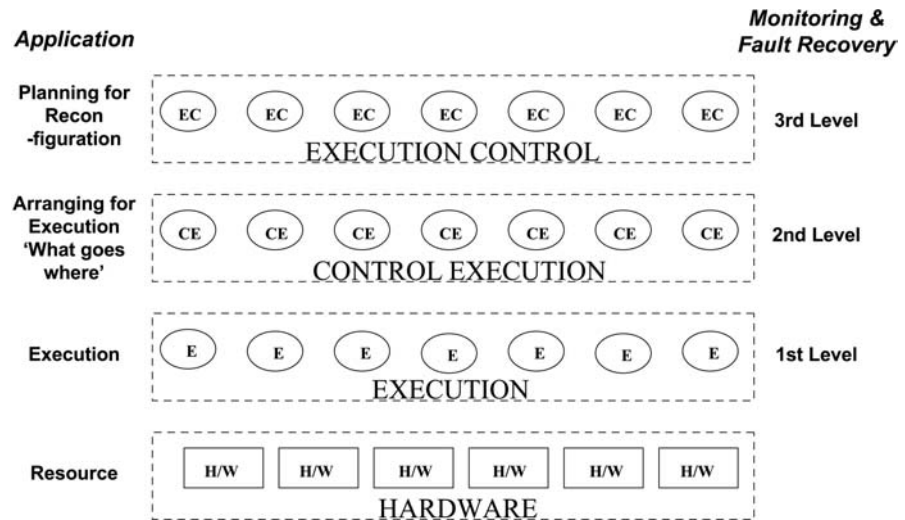 Application
Monitoring &
Fault Recovery
Planning for
Recon
-figuration
EC EC EC EC EC EC EC
EXECUTION CONTROL
3rd Level
Arranging for
Execution
‘What goes
where’
CE CE CE CE CE CE CE
CONTROL EXECUTION
2nd Level
Execution
E E E E E E E
EXECUTION
1st Level
Resource
H/W H/W H/W H/W H/W H/W
HARDWARE